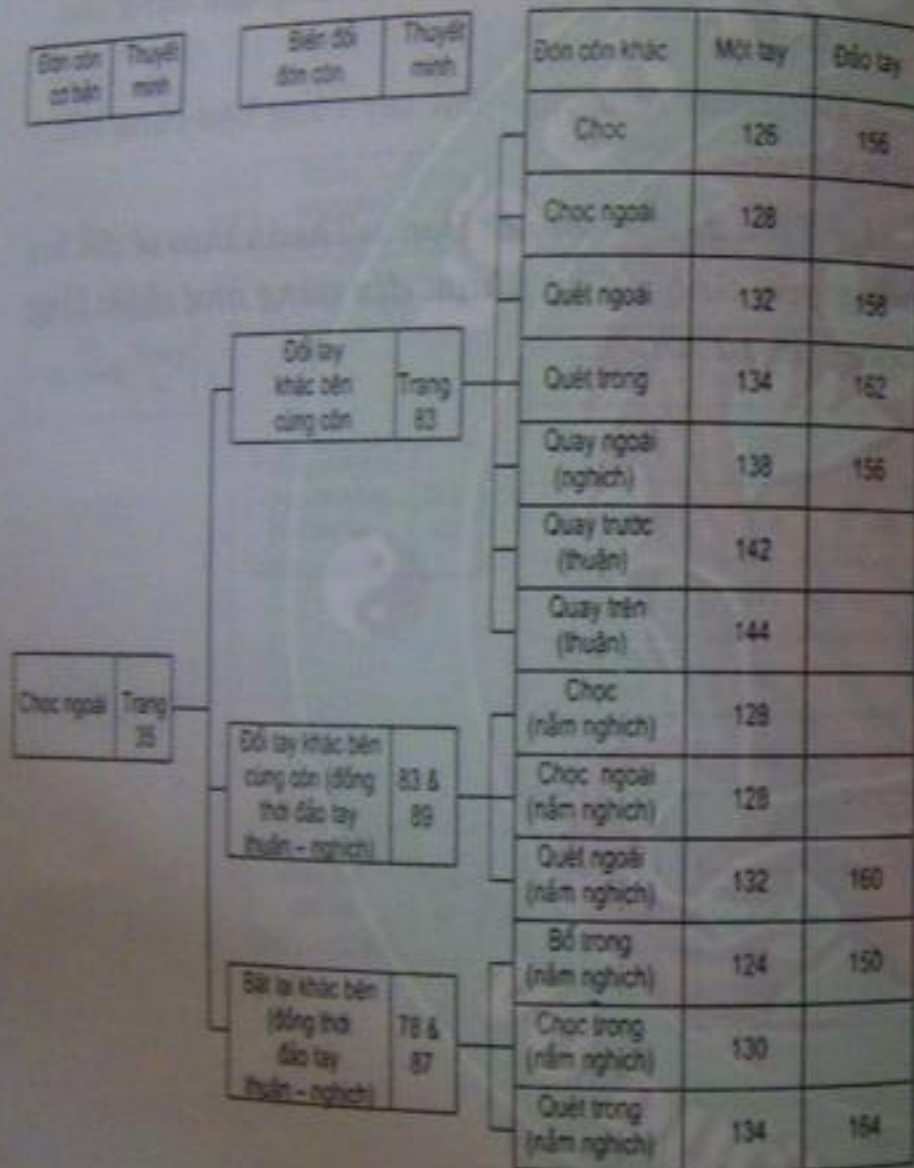 Đòn côn
cơ bản
Thuyết
minh
Biến đổi
đòn côn
Thuyết
minh
Đòn côn khác
Một tay
Đảo tay
Chọc
126
156
Chọc ngoài
128
Quét ngoài
132
158
Quét trong
134
162
Quay ngoài
(nghịch)
138
156
Quay trước
(thuận)
142
Quay trên
(thuận)
144
Đổi tay
khác bên
cùng côn
Trang
83
Chọc ngoài
Trang
35
Đổi tay khác bên
cùng côn (đồng
thời đảo tay
thuận – nghịch)
83 &
89
Chọc
(nắm nghịch)
128
Chọc ngoài
(nắm nghịch)
128
Quét ngoài
(nắm nghịch)
132
160
Bắt lại khác bên
(đồng thời
đảo tay
thuận – nghịch)
78 &
87
Bổ trong
(nắm nghịch)
124
150
Chọc trong
(nắm nghịch)
130
Quét trong
(nắm nghịch)
134
164